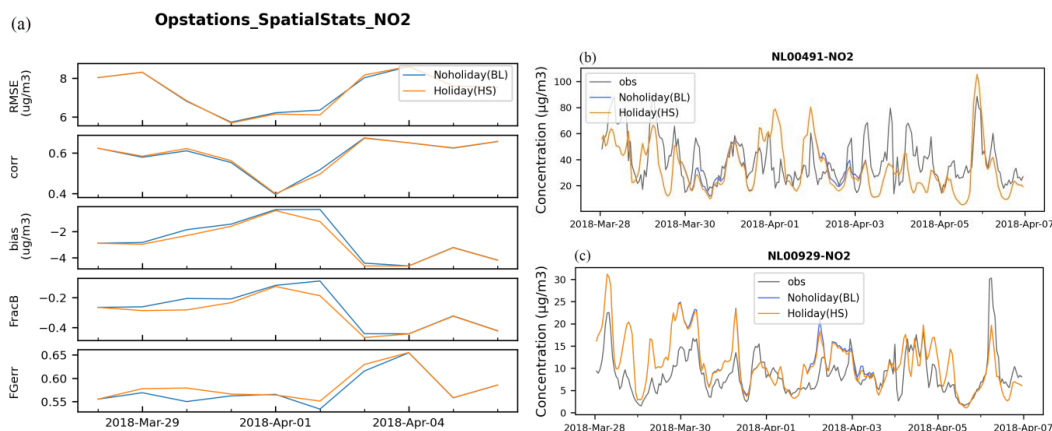 (a)
Opstations_SpatialStats_NO2
RMSE
(ug/m3)
8
6
Noholiday(BL)
Holiday(HS)
corr
0.6
0.4
bias
(ug/m3)
−2
−4
FracB
−0.2
−0.4
FGerr
0.65
0.60
0.55
2018-Mar-29
2018-Apr-01
2018-Apr-04
(b)
NL00491-NO2
Concentration (µg/m3)
100
80
60
40
20
obs
Noholiday(BL)
Holiday(HS)
2018-Mar-28
2018-Mar-30
2018-Apr-01
2018-Apr-03
2018-Apr-05
2018-Apr-07
(c)
NL00929-NO2
Concentration (µg/m3)
30
25
20
15
10
5
0
obs
Noholiday(BL)
Holiday(HS)
2018-Mar-28
2018-Mar-30
2018-Apr-01
2018-Apr-03
2018-Apr-05
2018-Apr-07